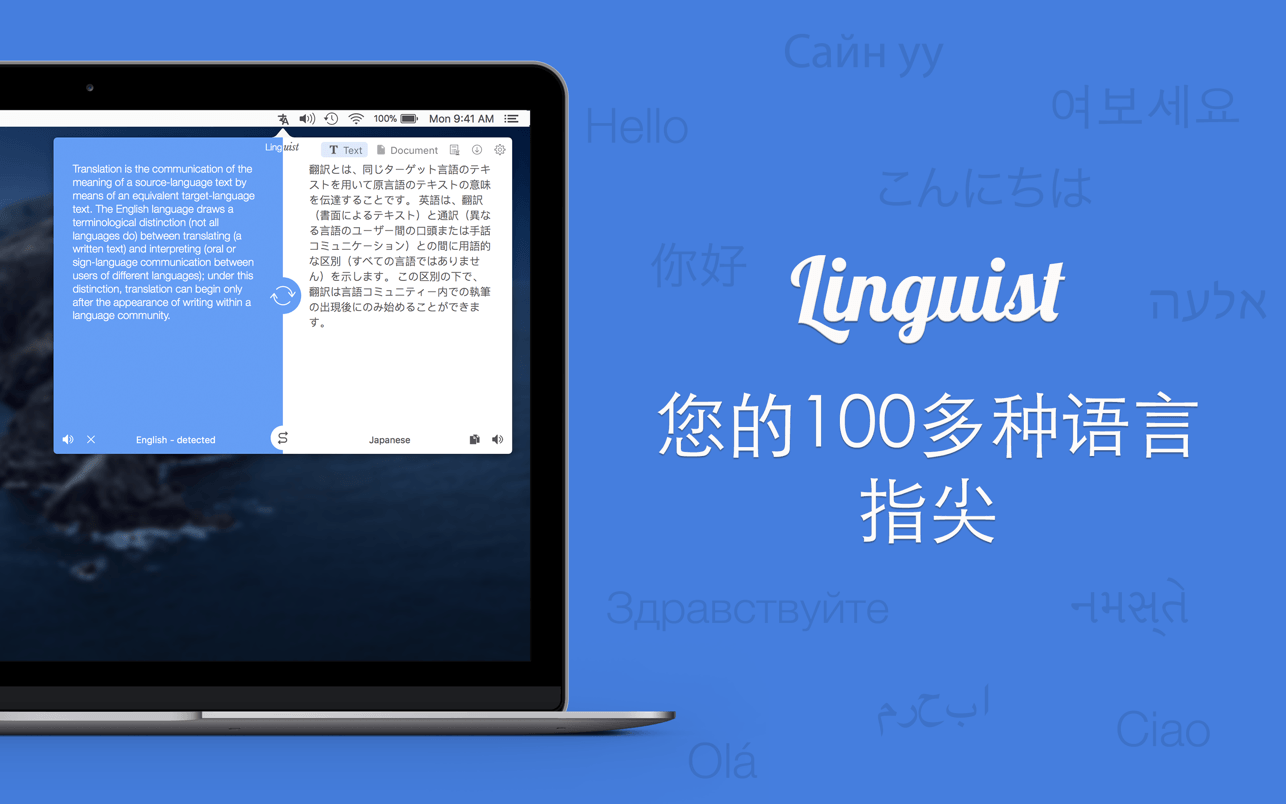 100%
Mon 9:41 AM
Linguist
Text
Document
Translation is the communication of the
meaning of a source-language text by
means of an equivalent target-language
text. The English language draws a
terminological distinction (not all
languages do) between translating (a
written text) and interpreting (oral or
sign-language communication between
users of different languages); under this
distinction, translation can begin only
after the appearance of writing within a
language community.
English - detected
翻訳とは、同じターゲット言語のテキ
ストを用いて原言語のテキストの意味
を伝達することです。 英語は、翻訳
（書面によるテキスト）と通訳（異な
る言語のユーザー間の口頭または手話
コミュニケーション）との間に用語的
な区別（すべての言語ではありませ
ん）を示します。 この区別の下で、
翻訳は言語コミュニティー内での執筆
の出現後にのみ始めることができま
す。
Japanese
Сайн уу
Hello
여보세요
こんにちは
你好
אלעה
Linguist
您的100多种语言
指尖
Здравствуйте
નમસ્તે
ابحرم
Olá
Ciao